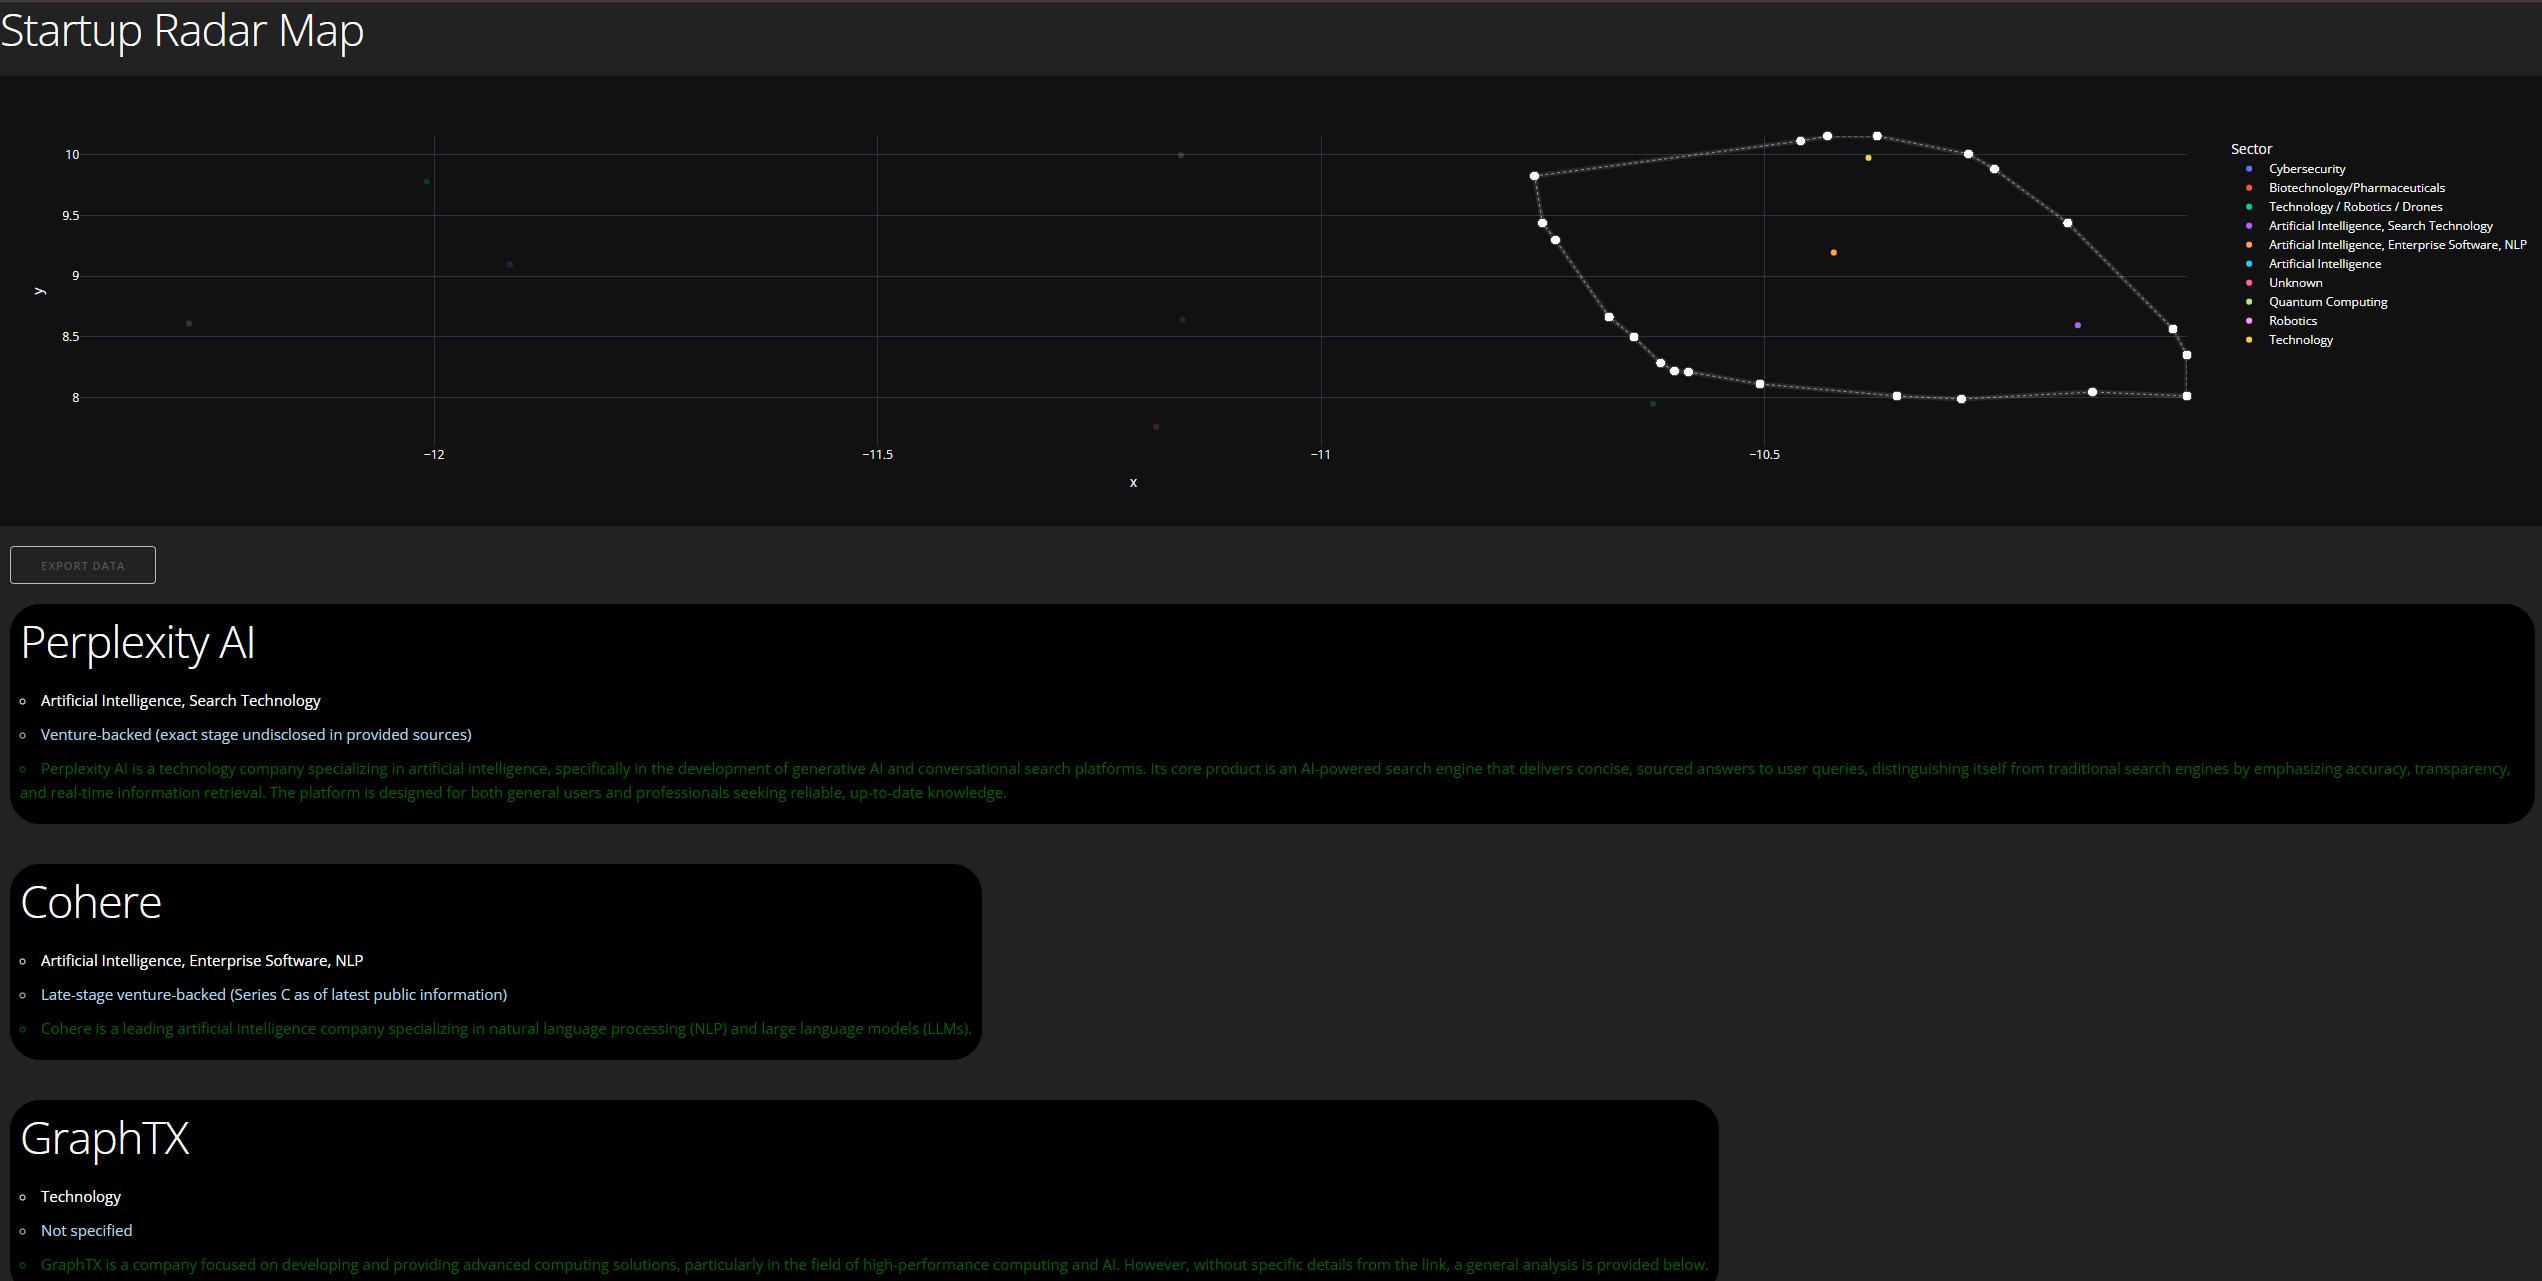 Startup Radar Map
10
9.5
9
8.5
8
y
−12
−11.5
−11
−10.5
x
Sector
Cybersecurity
Biotechnology/Pharmaceuticals
Technology / Robotics / Drones
Artificial Intelligence, Search Technology
Artificial Intelligence, Enterprise Software, NLP
Artificial Intelligence
Unknown
Quantum Computing
Robotics
Technology
EXPORT DATA
Perplexity AI
Artificial Intelligence, Search Technology
Venture-backed (exact stage undisclosed in provided sources)
Perplexity AI is a technology company specializing in artificial intelligence, specifically in the development of generative AI and conversational search platforms. Its core product is an AI-powered search engine that delivers concise, sourced answers to user queries, distinguishing itself from traditional search engines by emphasizing accuracy, transparency,
and real-time information retrieval. The platform is designed for both general users and professionals seeking reliable, up-to-date knowledge.
Cohere
Artificial Intelligence, Enterprise Software, NLP
Late-stage venture-backed (Series C as of latest public information)
Cohere is a leading artificial intelligence company specializing in natural language processing (NLP) and large language models (LLMs).
GraphTX
Technology
Not specified
GraphTX is a company focused on developing and providing advanced computing solutions, particularly in the field of high-performance computing and AI. However, without specific details from the link, a general analysis is provided below.